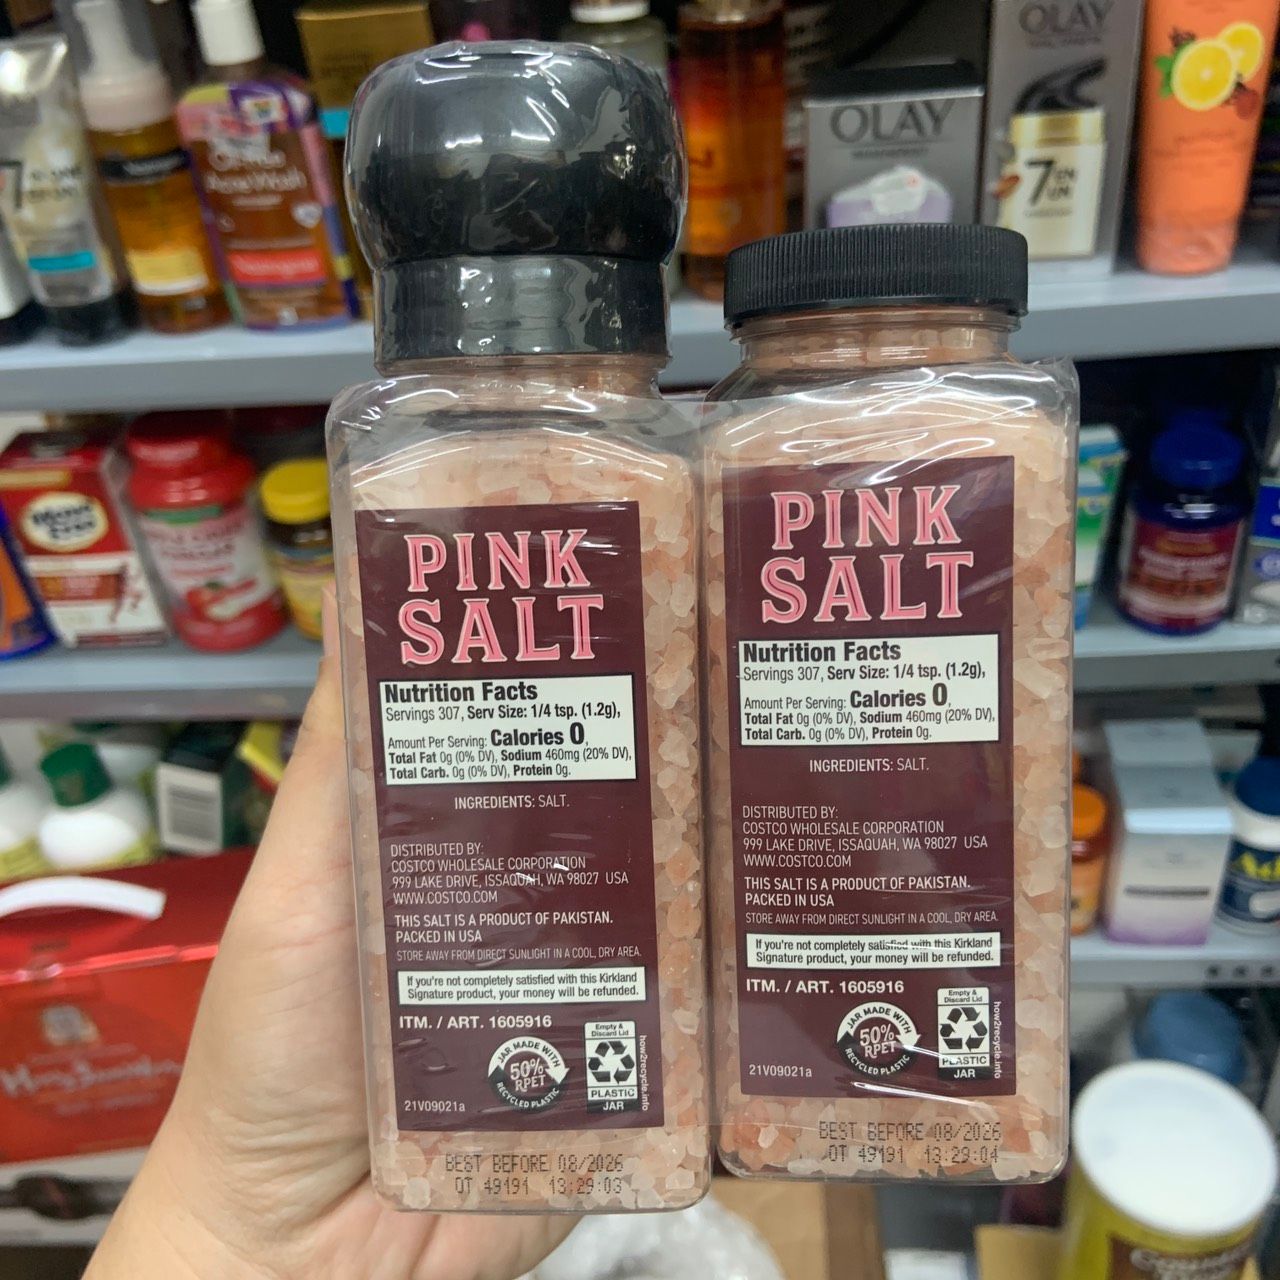 OLAY
OLAY
7 IN
Acne Wash
PINK
SALT
Nutrition Facts
Servings 307, Serv Size: 1/4 tsp. (1.2g),
Amount Per Serving: Calories 0,
Total Fat 0g (0% DV), Sodium 460mg (20% DV),
Total Carb. 0g (0% DV), Protein 0g.
INGREDIENTS: SALT.
DISTRIBUTED BY:
COSTCO WHOLESALE CORPORATION
999 LAKE DRIVE, ISSAQUAH, WA 98027 USA
WWW.COSTCO.COM
THIS SALT IS A PRODUCT OF PAKISTAN.
PACKED IN USA
STORE AWAY FROM DIRECT SUNLIGHT IN A COOL, DRY AREA.
If you're not completely satisfied with this Kirkland
Signature product, your money will be refunded.
ITM. / ART. 1605916
JAR MADE WITH
50%
RPET
RECYCLED PLASTIC
Empty &
Discard Lid
PLASTIC
JAR
how2recycle.info
21V09021a
BEST BEFORE 08/2026
OT 49191 13:29:03
PINK
SALT
Nutrition Facts
Servings 307, Serv Size: 1/4 tsp. (1.2g),
Amount Per Serving: Calories 0,
Total Fat 0g (0% DV), Sodium 460mg (20% DV),
Total Carb. 0g (0% DV), Protein 0g.
INGREDIENTS: SALT.
DISTRIBUTED BY:
COSTCO WHOLESALE CORPORATION
999 LAKE DRIVE, ISSAQUAH, WA 98027 USA
WWW.COSTCO.COM
THIS SALT IS A PRODUCT OF PAKISTAN.
PACKED IN USA
STORE AWAY FROM DIRECT SUNLIGHT IN A COOL, DRY AREA.
If you're not completely satisfied with this Kirkland
Signature product, your money will be refunded.
ITM. / ART. 1605916
JAR MADE WITH
50%
RPET
RECYCLED PLASTIC
Empty &
Discard Lid
PLASTIC
JAR
how2recycle.info
21V09021a
BEST BEFORE 08/2026
OT 49191 13:29:04